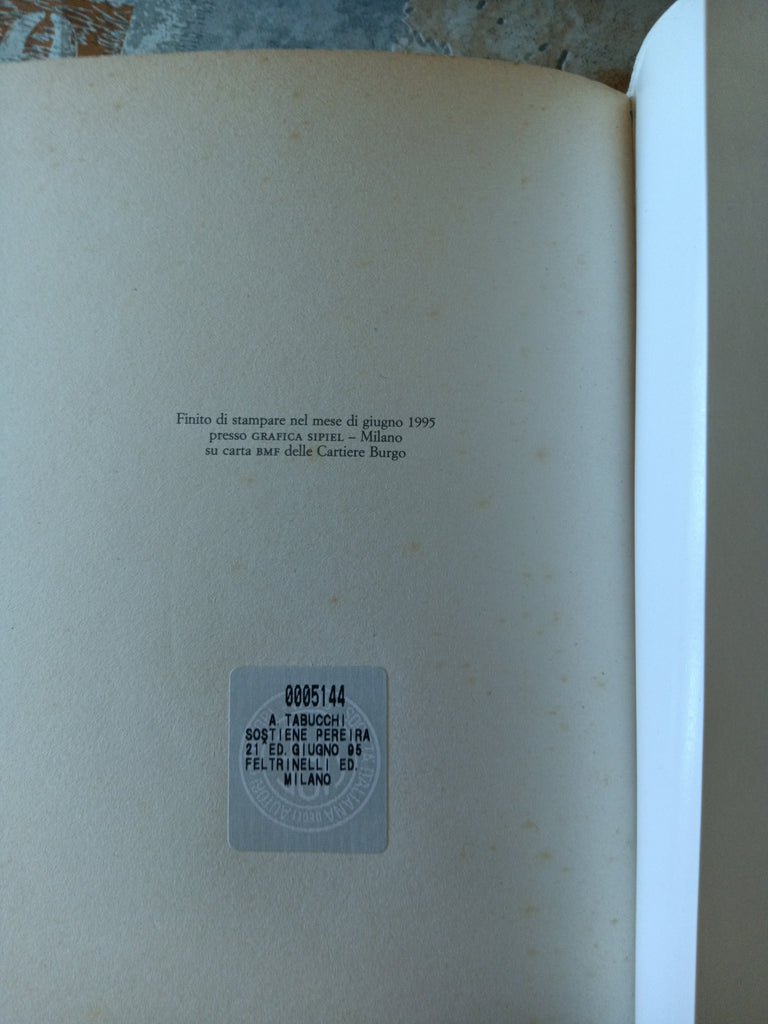 Finito di stampare nel mese di giugno 1995
presso GRAFICA SIPIEL – Milano
su carta BMF delle Cartiere Burgo
0005144
A. TABUCCHI
SOSTIENE PEREIRA
21ª ED. GIUGNO 95
FELTRINELLI ED.
MILANO